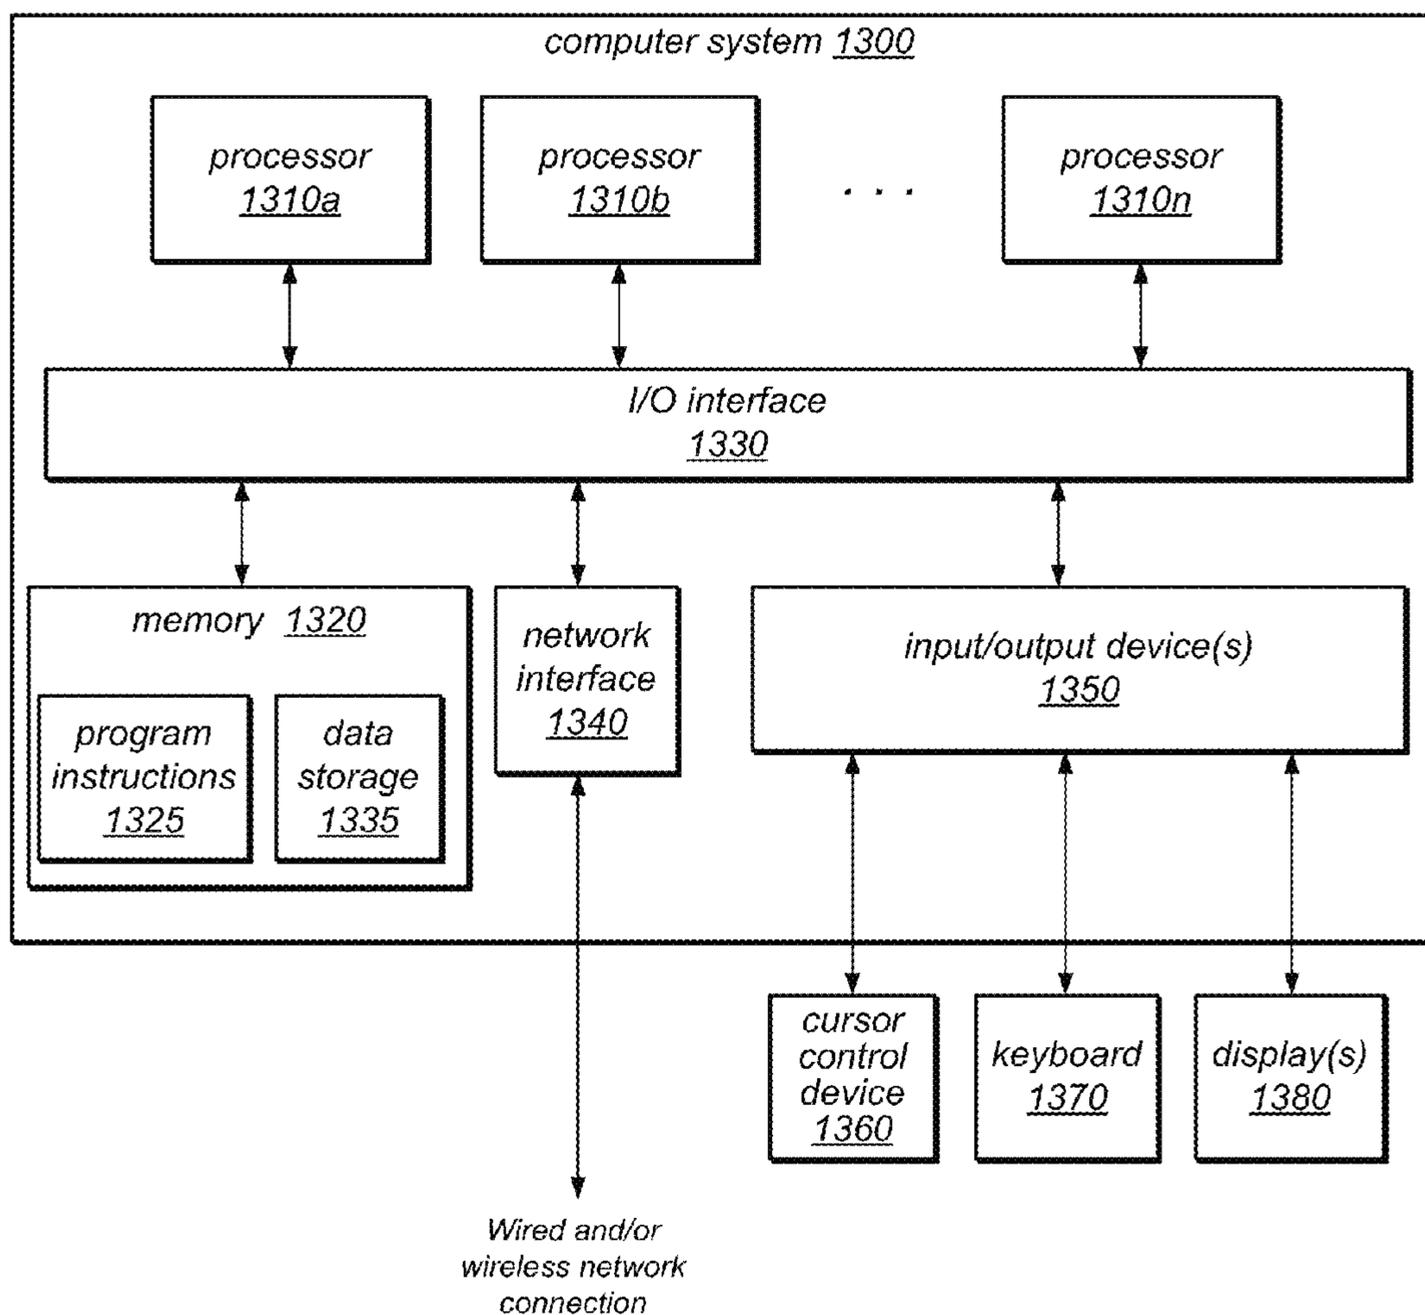 computer system 1300
processor
1310a
processor
1310b
. . .
processor
1310n
I/O interface
1330
memory 1320
program
instructions
1325
data
storage
1335
network
interface
1340
input/output device(s)
1350
cursor
control
device
1360
keyboard
1370
display(s)
1380
Wired and/or
wireless network
connection